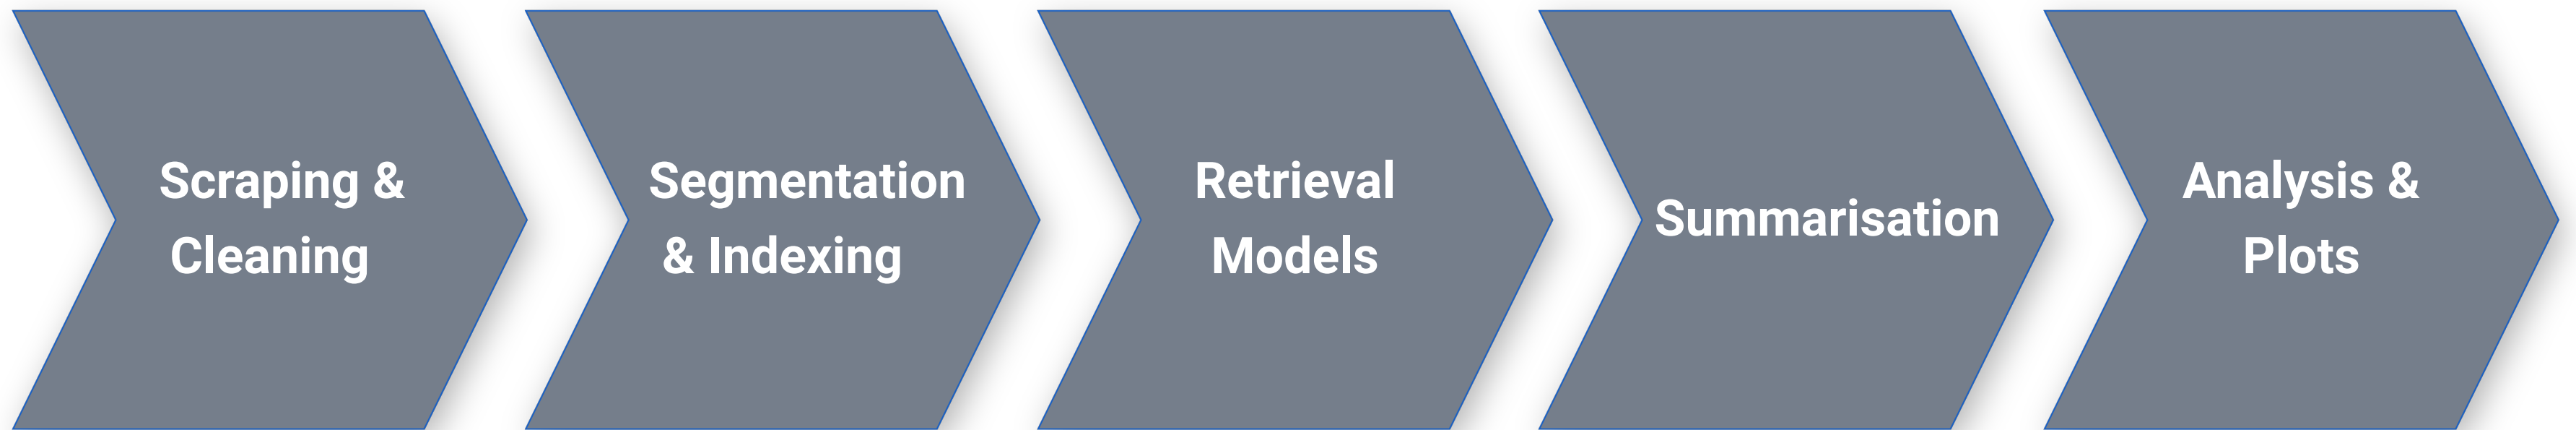 Scraping &
Cleaning
Segmentation
& Indexing
Retrieval
Models
Summarisation
Analysis &
Plots